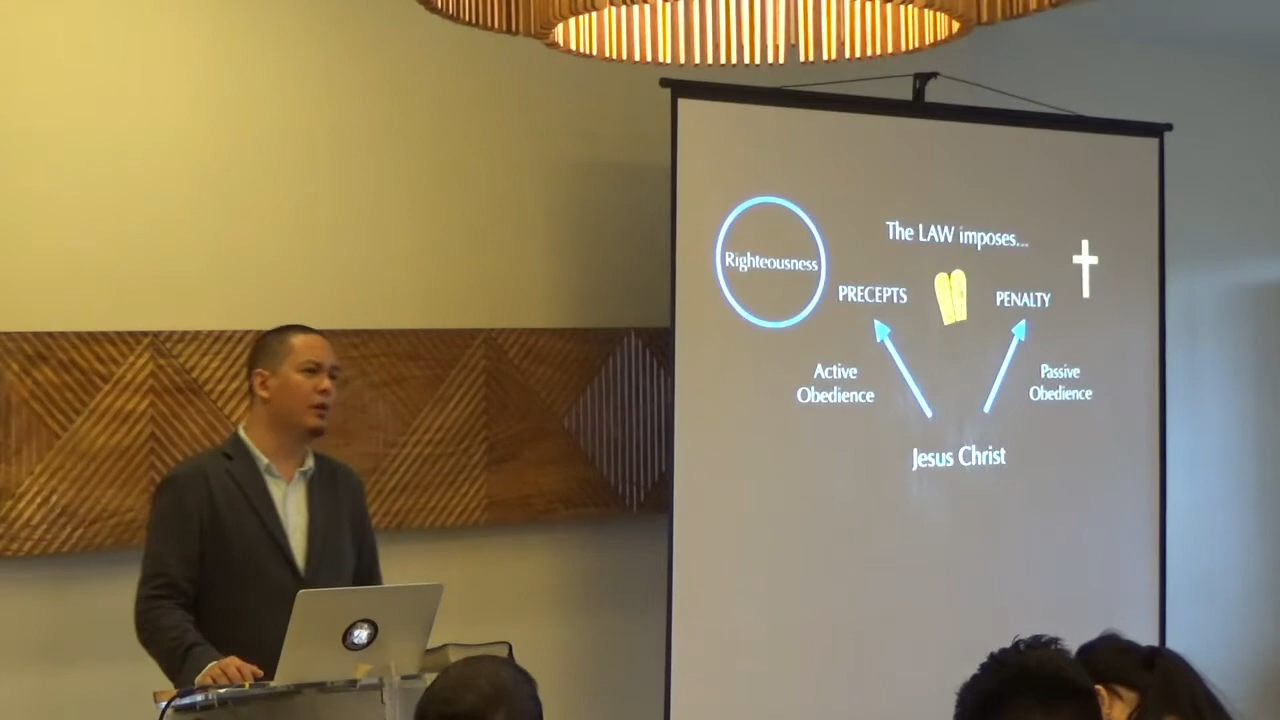 The LAW imposes...
Righteousness
PRECEPTS
PENALTY
Active
Obedience
Passive
Obedience
Jesus Christ